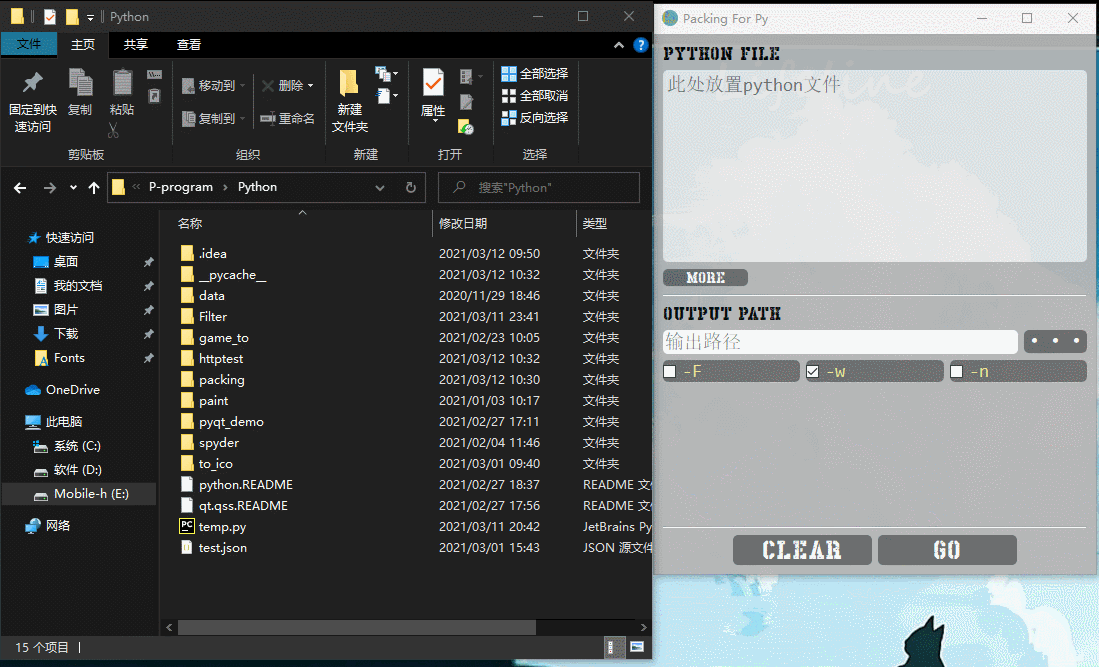 Python
文件 主页 共享 查看
固定到快速访问
复制
粘贴
移动到
复制到
删除
重命名
新建
文件夹
属性
全部选择
全部取消
反向选择
剪贴板 组织 新建 打开 选择
P-program › Python
搜索"Python"
快速访问
桌面
我的文档
图片
下载
Fonts
OneDrive
此电脑
系统 (C:)
软件 (D:)
Mobile-h (E:)
网络
名称 修改日期 类型
.idea 2021/03/12 09:50 文件夹
__pycache__ 2021/03/12 10:32 文件夹
data 2020/11/29 18:46 文件夹
Filter 2021/03/11 23:41 文件夹
game_to 2021/02/23 10:05 文件夹
httptest 2021/03/12 10:32 文件夹
packing 2021/03/12 10:30 文件夹
paint 2021/01/03 10:17 文件夹
pyqt_demo 2021/02/27 17:11 文件夹
spyder 2021/02/04 11:46 文件夹
to_ico 2021/03/01 09:40 文件夹
python.README 2021/02/27 18:37 README 文
qt.qss.README 2021/02/27 17:56 README 文
temp.py 2021/03/11 20:42 JetBrains Py
test.json 2021/03/01 15:43 JSON 源文件
15 个项目
Packing For Py
PYTHON FILE
此处放置python文件
MORE
OUTPUT PATH
输出路径
-F -w -n
CLEAR GO